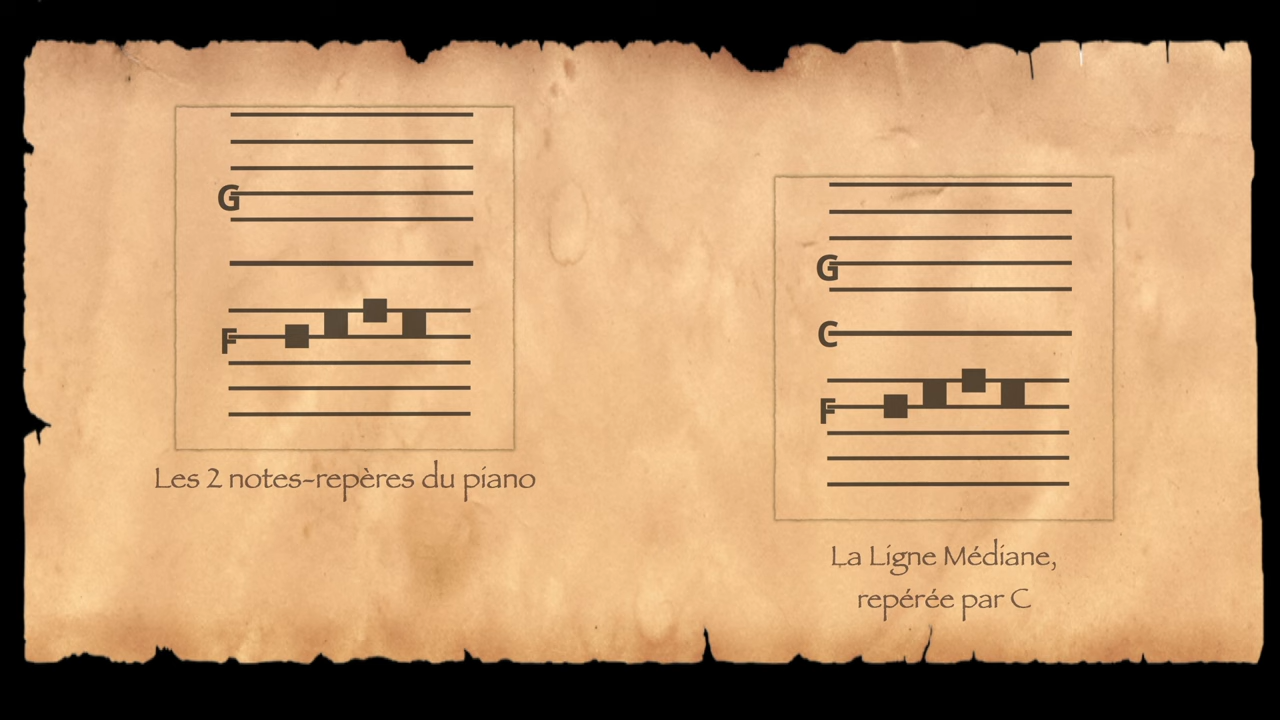 G
F
Les 2 notes-repères du piano
G
C
F
La Ligne Médiane,
repérée par C